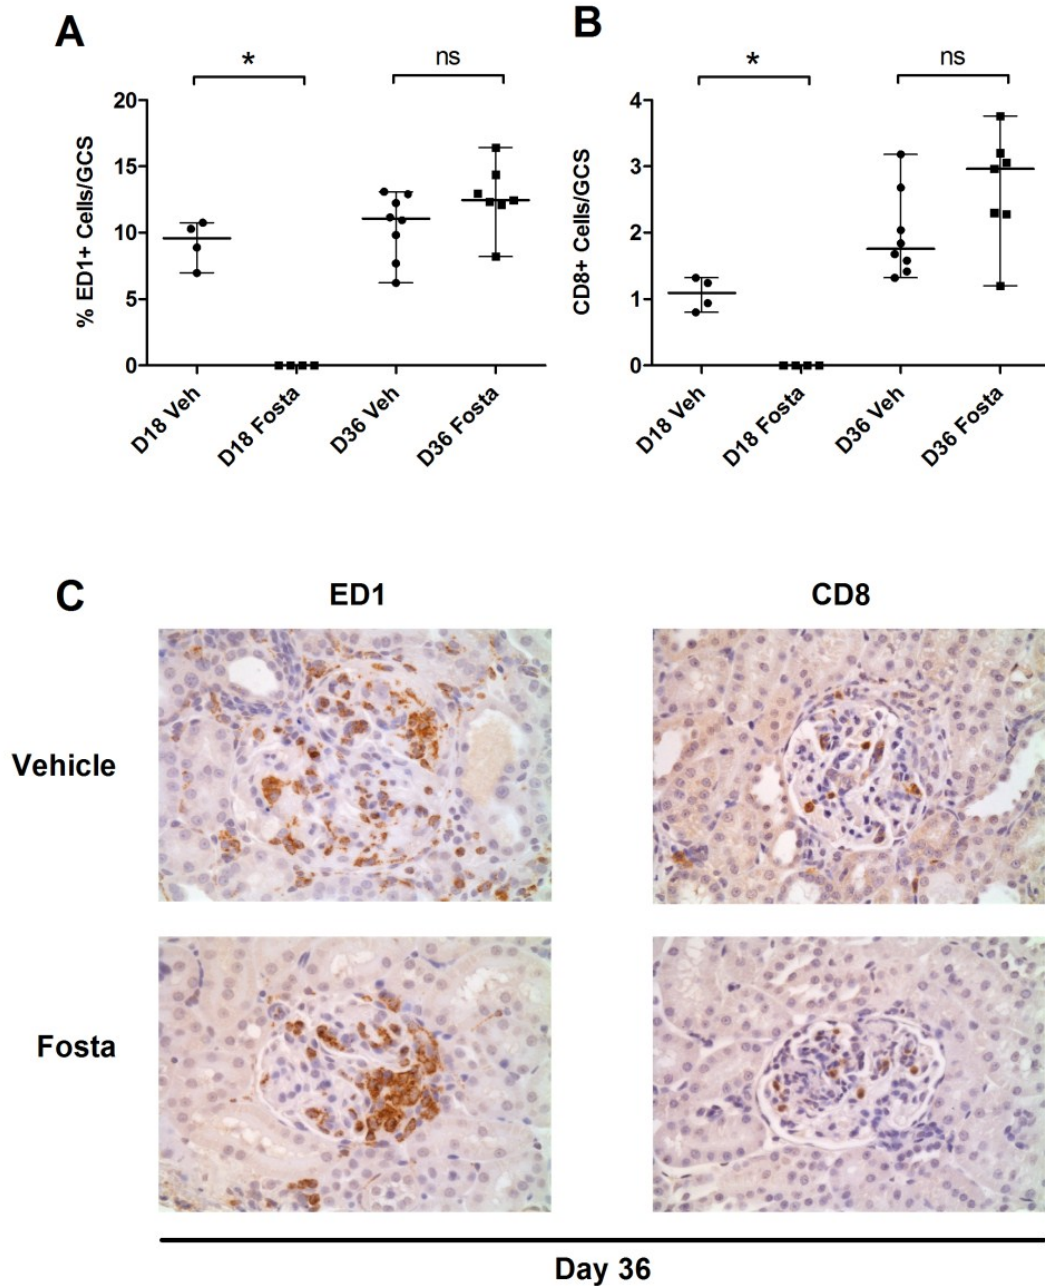 A
* ns
% ED1+ Cells/GCS
20
15
10
5
0
D18 Veh
D18 Fosta
D36 Veh
D36 Fosta
B
* ns
CD8+ Cells/GCS
4
3
2
1
0
D18 Veh
D18 Fosta
D36 Veh
D36 Fosta
C
ED1 CD8
Vehicle
Fosta
Day 36